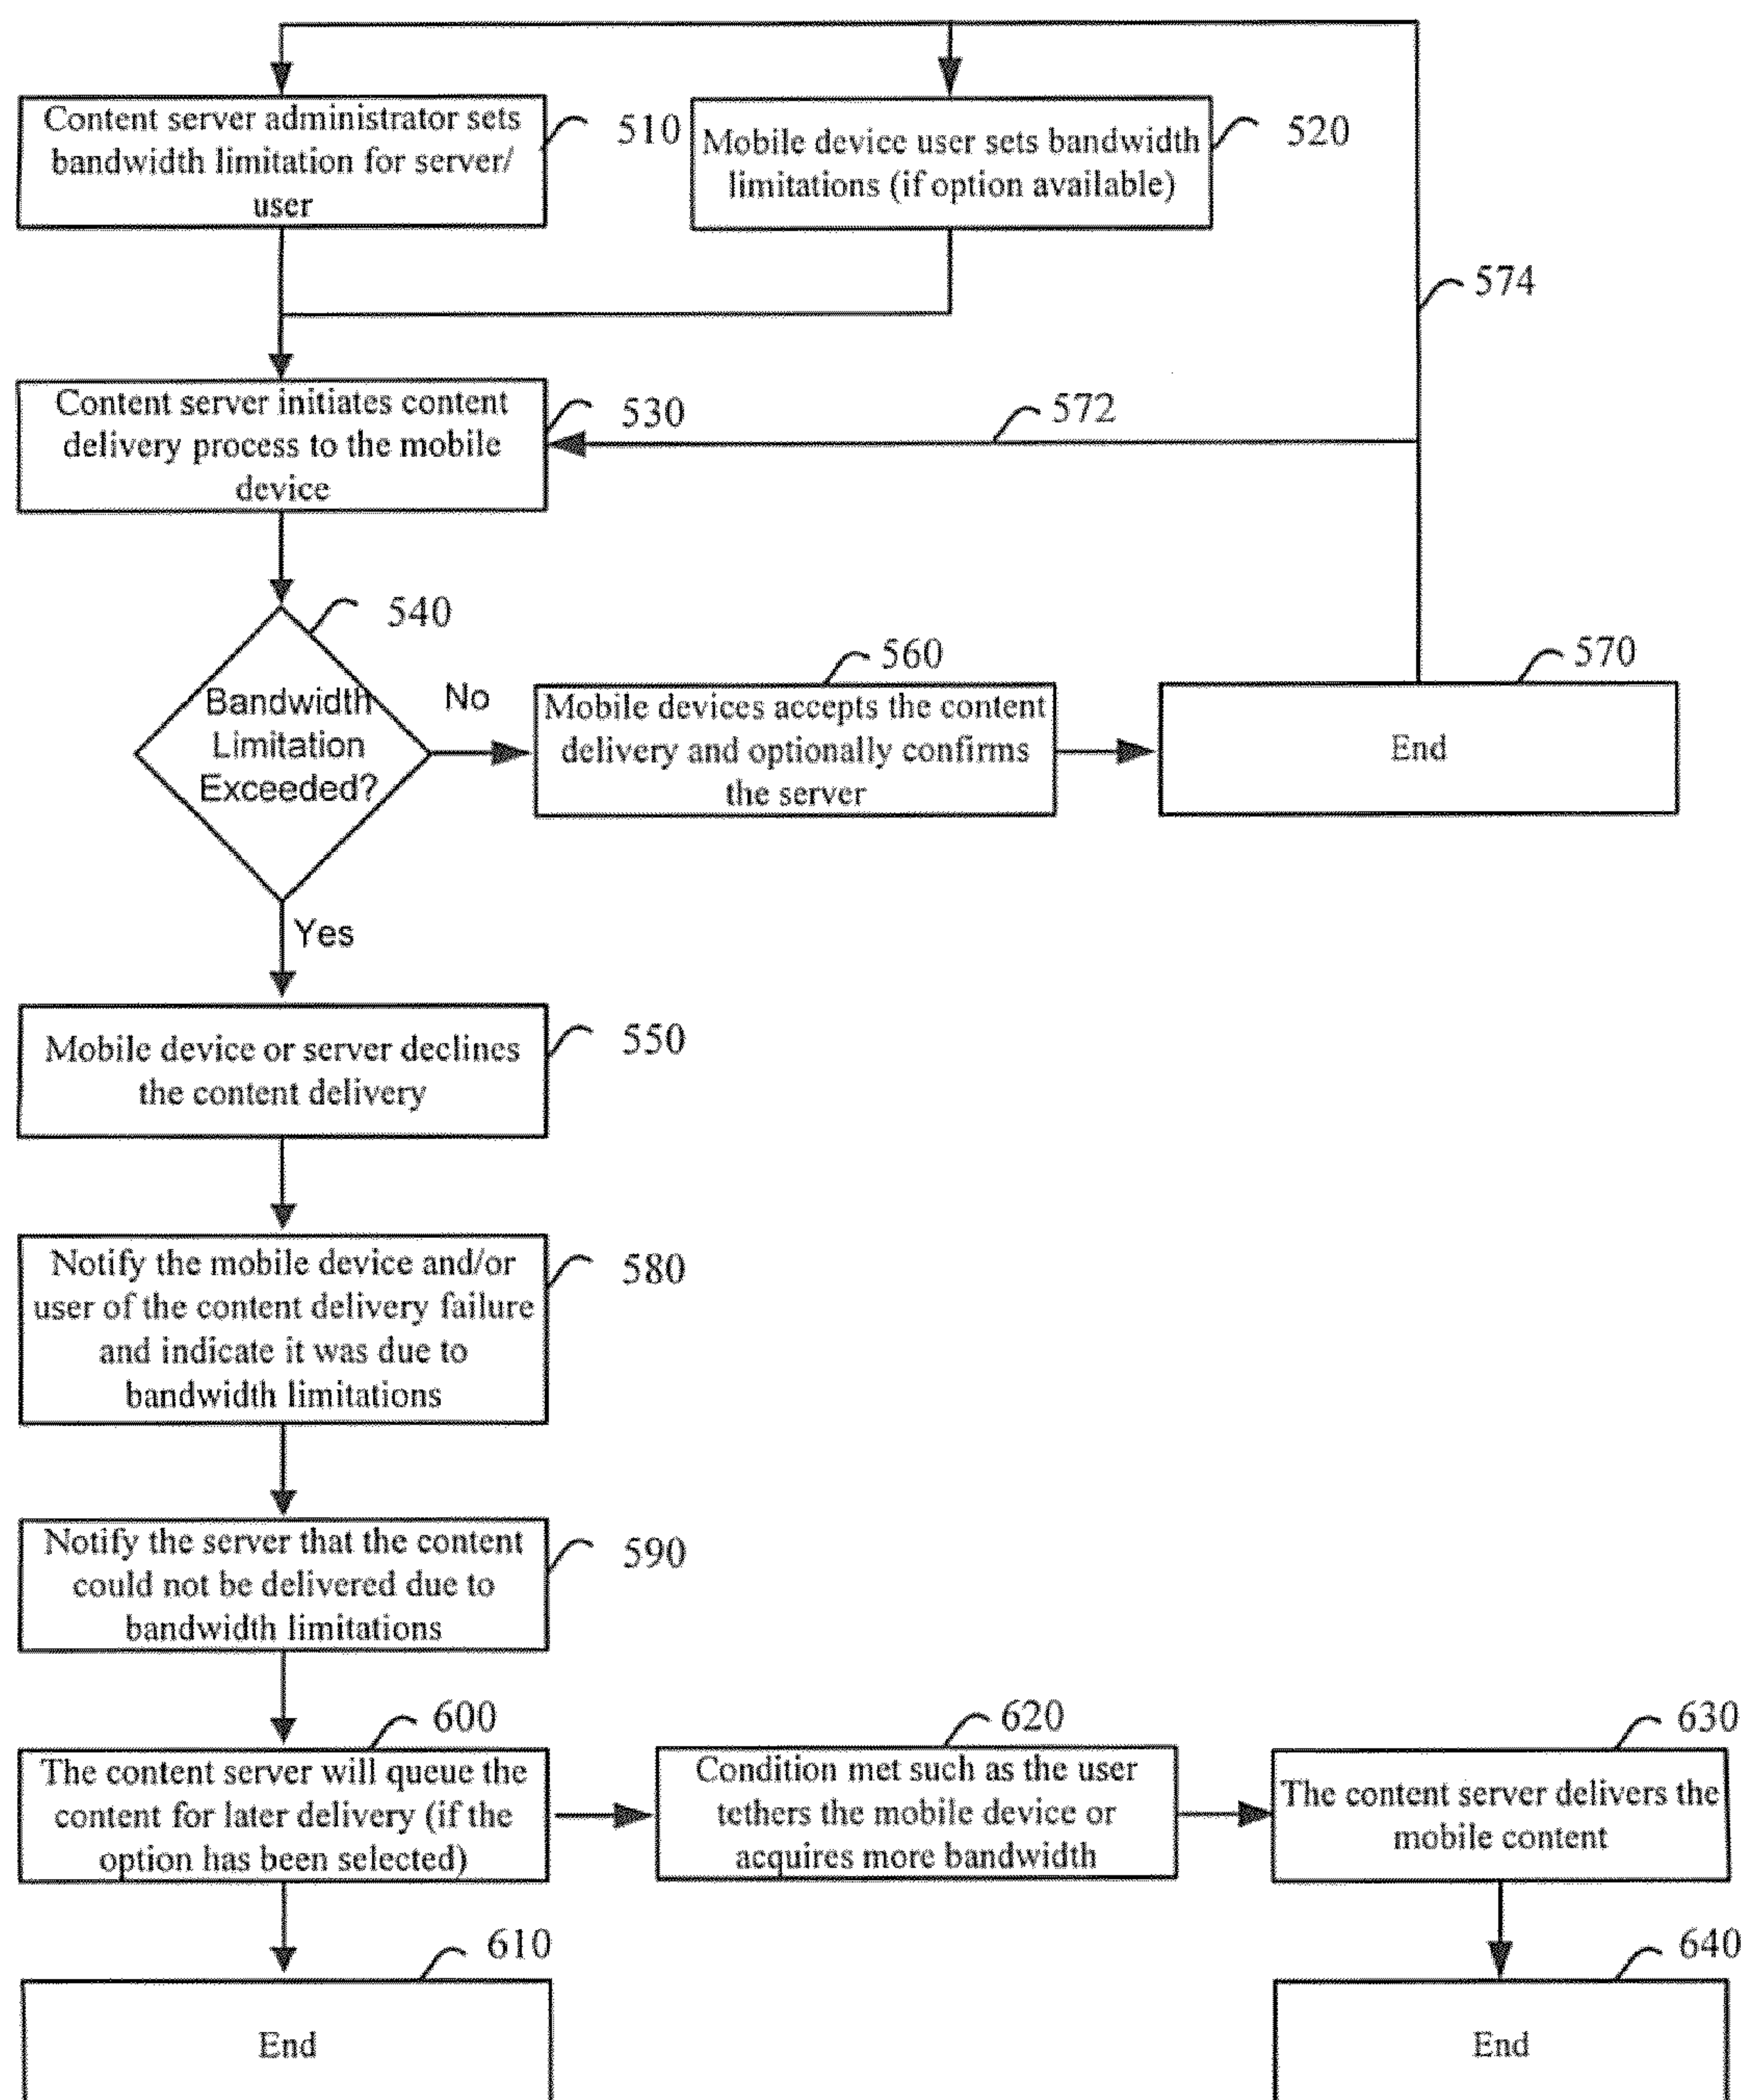 Content server administrator sets
bandwidth limitation for server/
user
510
Mobile device user sets bandwidth
limitations (if option available)
520
574
Content server initiates content
delivery process to the mobile
device
530
572
540
Bandwidth
Limitation
Exceeded?
No
560
Mobile devices accepts the content
delivery and optionally confirms
the server
570
End
Yes
Mobile device or server declines
the content delivery
550
Notify the mobile device and/or
user of the content delivery failure
and indicate it was due to
bandwidth limitations
580
Notify the server that the content
could not be delivered due to
bandwidth limitations
590
600
The content server will queue the
content for later delivery (if the
option has been selected)
620
Condition met such as the user
tethers the mobile device or
acquires more bandwidth
630
The content server delivers the
mobile content
610
End
640
End